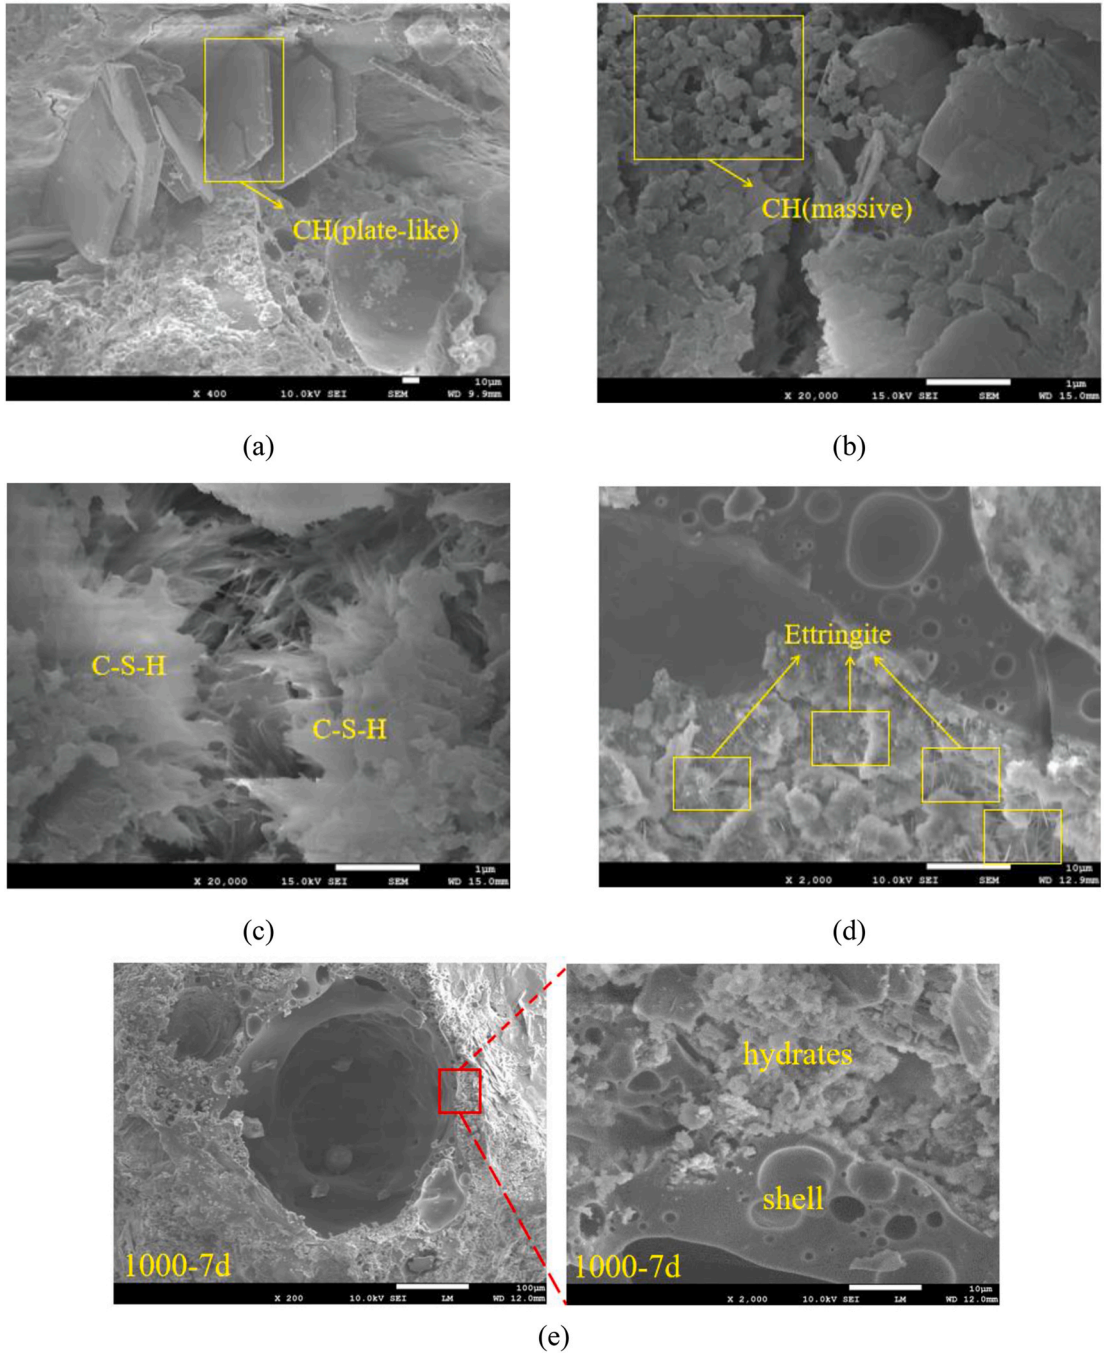 CH(plate-like)
10μm
X 400 10.0kV SEI SEM WD 9.9mm
(a)
CH(massive)
1μm
X 20,000 15.0kV SEI SEM WD 15.0mm
(b)
C-S-H
C-S-H
1μm
X 20,000 15.0kV SEI SEM WD 15.0mm
(c)
Ettringite
10μm
X 2,000 10.0kV SEI SEM WD 12.9mm
(d)
1000-7d
100μm
X 200 10.0kV SEI LM WD 12.0mm
hydrates
shell
1000-7d
10μm
X 2,000 10.0kV SEI LM WD 12.0mm
(e)